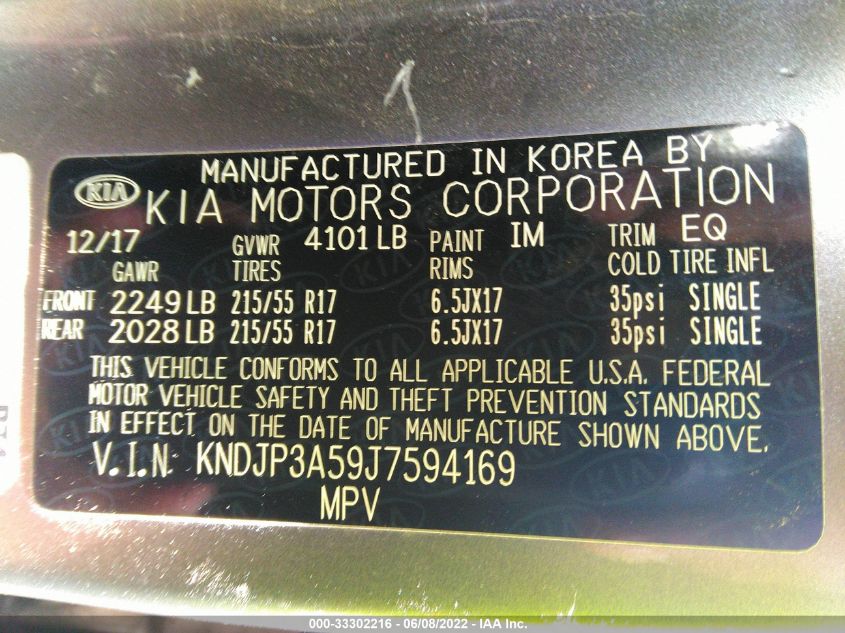 MANUFACTURED IN KOREA BY
KIA KIA MOTORS CORPORATION
12/17 GVWR 4101 LB PAINT IM TRIM EQ
GAWR TIRES RIMS COLD TIRE INFL
FRONT 2249 LB 215/55 R17 6.5JX17 35psi SINGLE
REAR 2028 LB 215/55 R17 6.5JX17 35psi SINGLE
THIS VEHICLE CONFORMS TO ALL APPLICABLE U.S.A. FEDERAL
MOTOR VEHICLE SAFETY AND THEFT PREVENTION STANDARDS
IN EFFECT ON THE DATE OF MANUFACTURE SHOWN ABOVE.
V.I.N KNDJP3A59J7594169
MPV
000-33302216 - 06/08/2022 - IAA Inc.